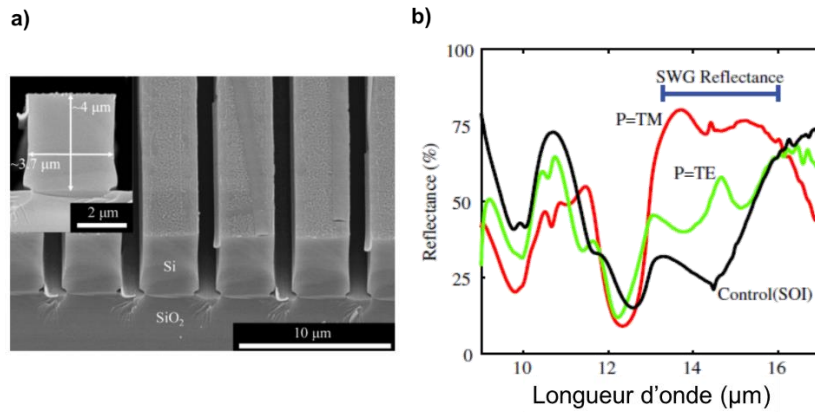 a)
~4 μm
~3.7 μm
2 μm
Si
SiO₂
10 μm
b)
100
75
50
25
0
Reflectance (%)
SWG Reflectance
P=TM
P=TE
Control(SOI)
10
12
14
16
Longueur d'onde (μm)